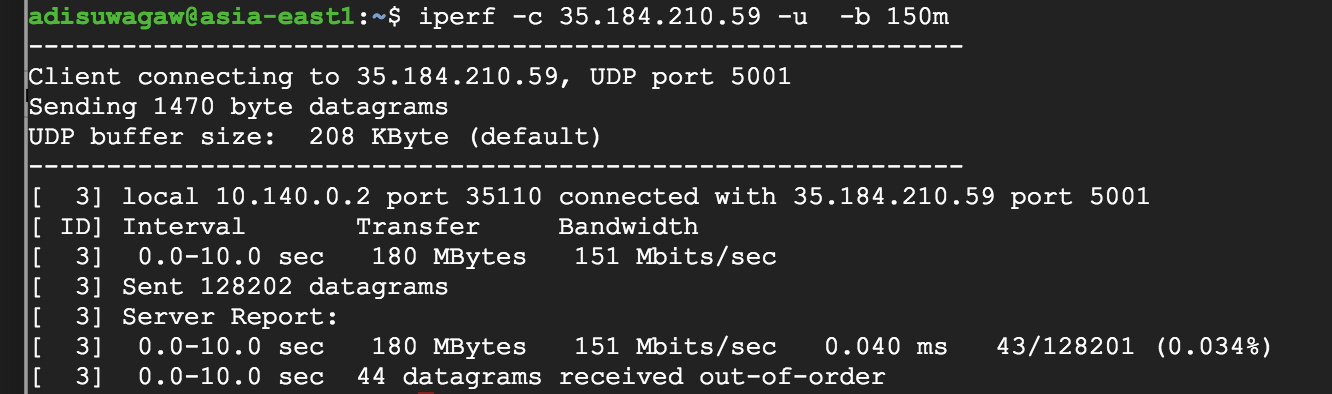 adisuwagaw@asia-east1:~$ iperf -c 35.184.210.59 -u  -b 150m
------------------------------------------------------------
Client connecting to 35.184.210.59, UDP port 5001
Sending 1470 byte datagrams
UDP buffer size:  208 KByte (default)
------------------------------------------------------------
[  3] local 10.140.0.2 port 35110 connected with 35.184.210.59 port 5001
[ ID] Interval       Transfer     Bandwidth
[  3]  0.0-10.0 sec   180 MBytes   151 Mbits/sec
[  3] Sent 128202 datagrams
[  3] Server Report:
[  3]  0.0-10.0 sec   180 MBytes   151 Mbits/sec   0.040 ms   43/128201 (0.034%)
[  3]  0.0-10.0 sec  44 datagrams received out-of-order